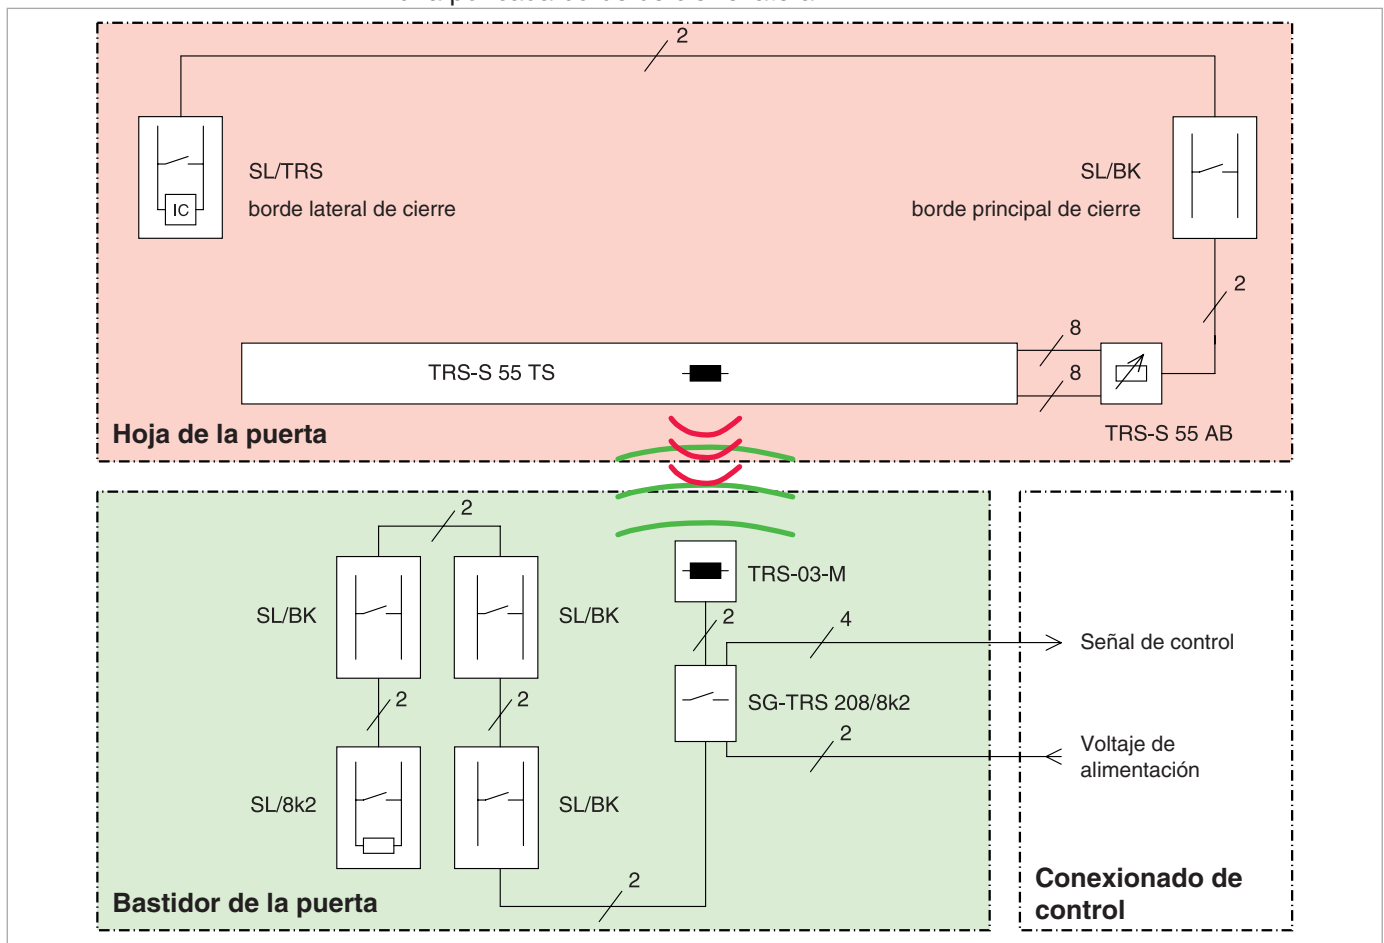 2
SL/TRS
borde lateral de cierre
IC
SL/BK
borde principal de cierre
2
8
8
TRS-S 55 TS
TRS-S 55 AB
Hoja de la puerta
2
SL/BK
SL/BK
TRS-03-M
2
4
Señal de control
2
2
SG-TRS 208/8k2
2
Voltaje de
alimentación
SL/8k2
SL/BK
2
Bastidor de la puerta
Conexionado de
control